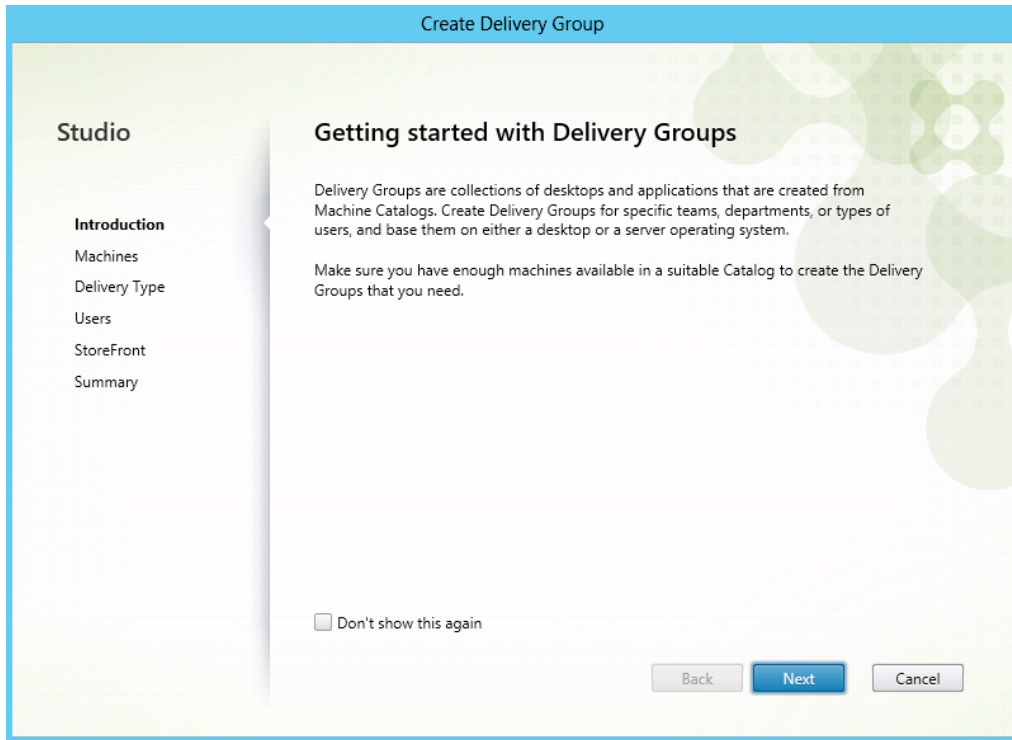 Create Delivery Group
Studio
Introduction
Machines
Delivery Type
Users
StoreFront
Summary
Getting started with Delivery Groups
Delivery Groups are collections of desktops and applications that are created from
Machine Catalogs. Create Delivery Groups for specific teams, departments, or types of
users, and base them on either a desktop or a server operating system.
Make sure you have enough machines available in a suitable Catalog to create the Delivery
Groups that you need.
Don't show this again
Back
Next
Cancel